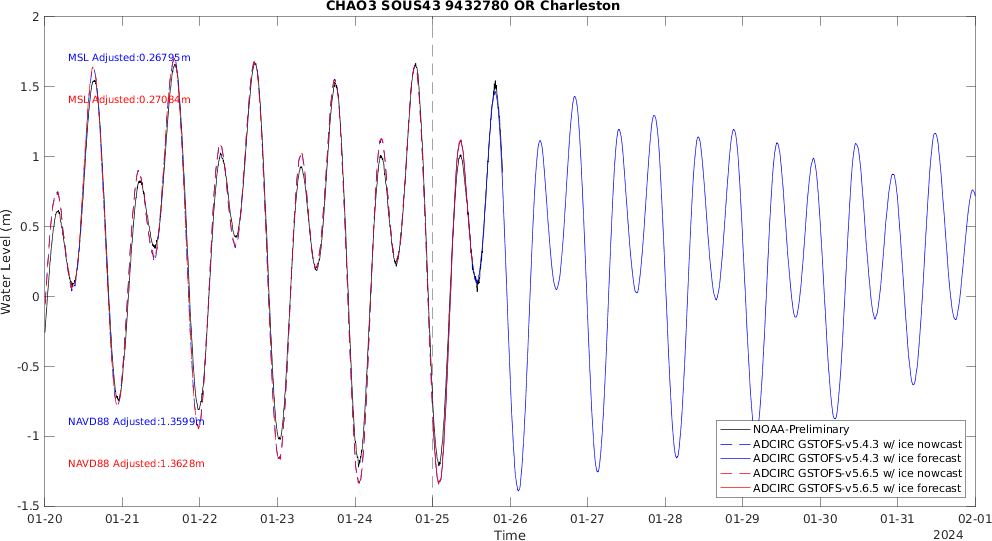 CHAO3 SOUS43 9432780 OR Charleston
2
1.5
1
0.5
0
-0.5
-1
-1.5
Water Level (m)
MSL Adjusted:0.26795m
MSL Adjusted:0.27084m
NAVD88 Adjusted:1.3599m
NAVD88 Adjusted:1.3628m
NOAA-Preliminary
ADCIRC GSTOFS-v5.4.3 w/ ice nowcast
ADCIRC GSTOFS-v5.4.3 w/ ice forecast
ADCIRC GSTOFS-v5.6.5 w/ ice nowcast
ADCIRC GSTOFS-v5.6.5 w/ ice forecast
01-20 01-21 01-22 01-23 01-24 01-25 01-26 01-27 01-28 01-29 01-30 01-31 02-01
Time
2024